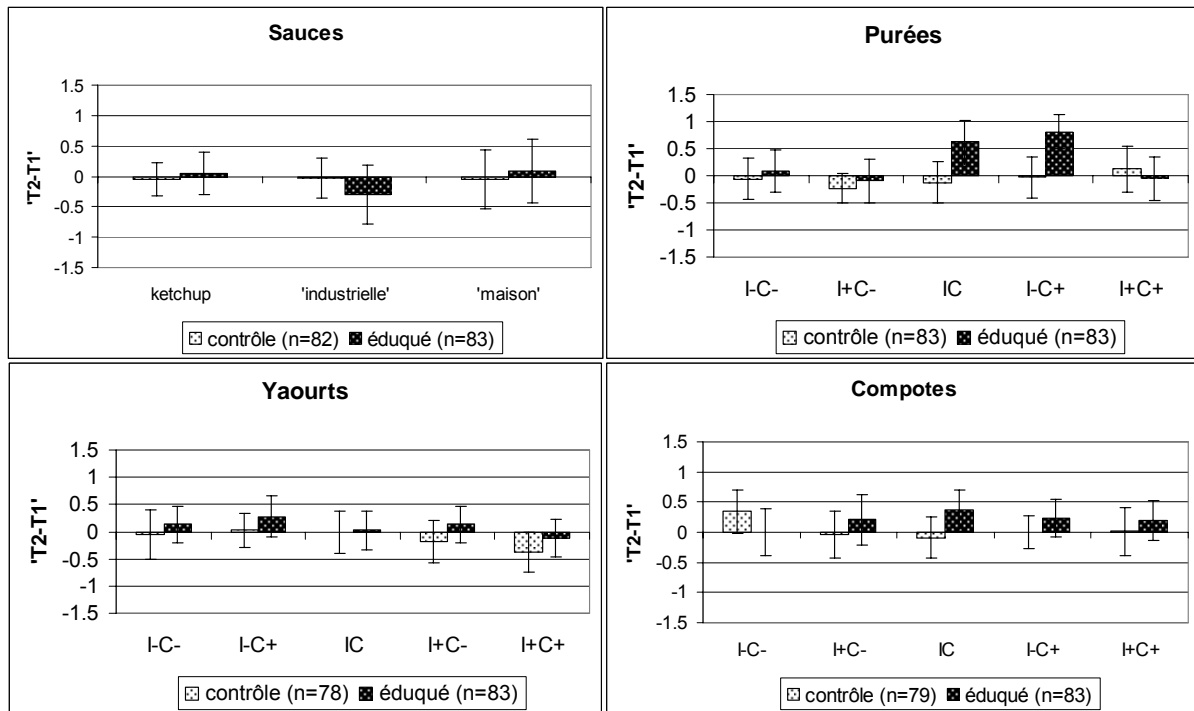 Sauces
1.5
1
0.5
0
-0.5
-1
-1.5
'T2-T1'
ketchup
'industrielle'
'maison'
contrôle (n=82) éduqué (n=83)
Purées
1.5
1
0.5
0
-0.5
-1
-1.5
'T2-T1'
I-C- I+C- IC I-C+ I+C+
contrôle (n=83) éduqué (n=83)
Yaourts
1.5
1
0.5
0
-0.5
-1
-1.5
'T2-T1'
I-C- I-C+ IC I+C- I+C+
contrôle (n=78) éduqué (n=83)
Compotes
1.5
1
0.5
0
-0.5
-1
-1.5
'T2-T1'
I-C- I+C- IC I-C+ I+C+
contrôle (n=79) éduqué (n=83)